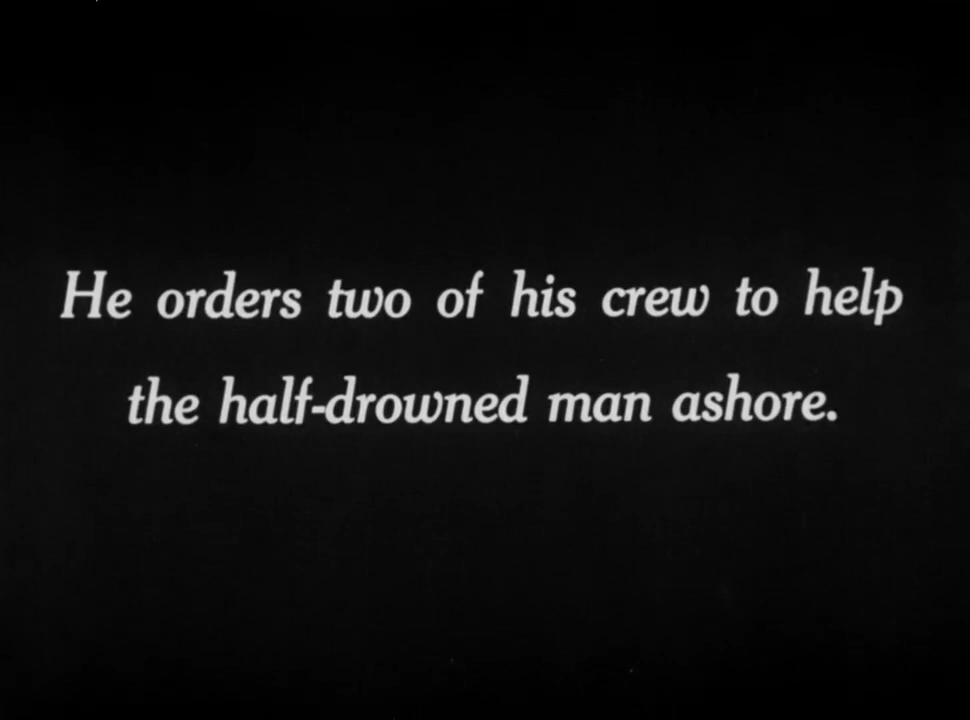 He orders two of his crew to help
the half-drowned man ashore.